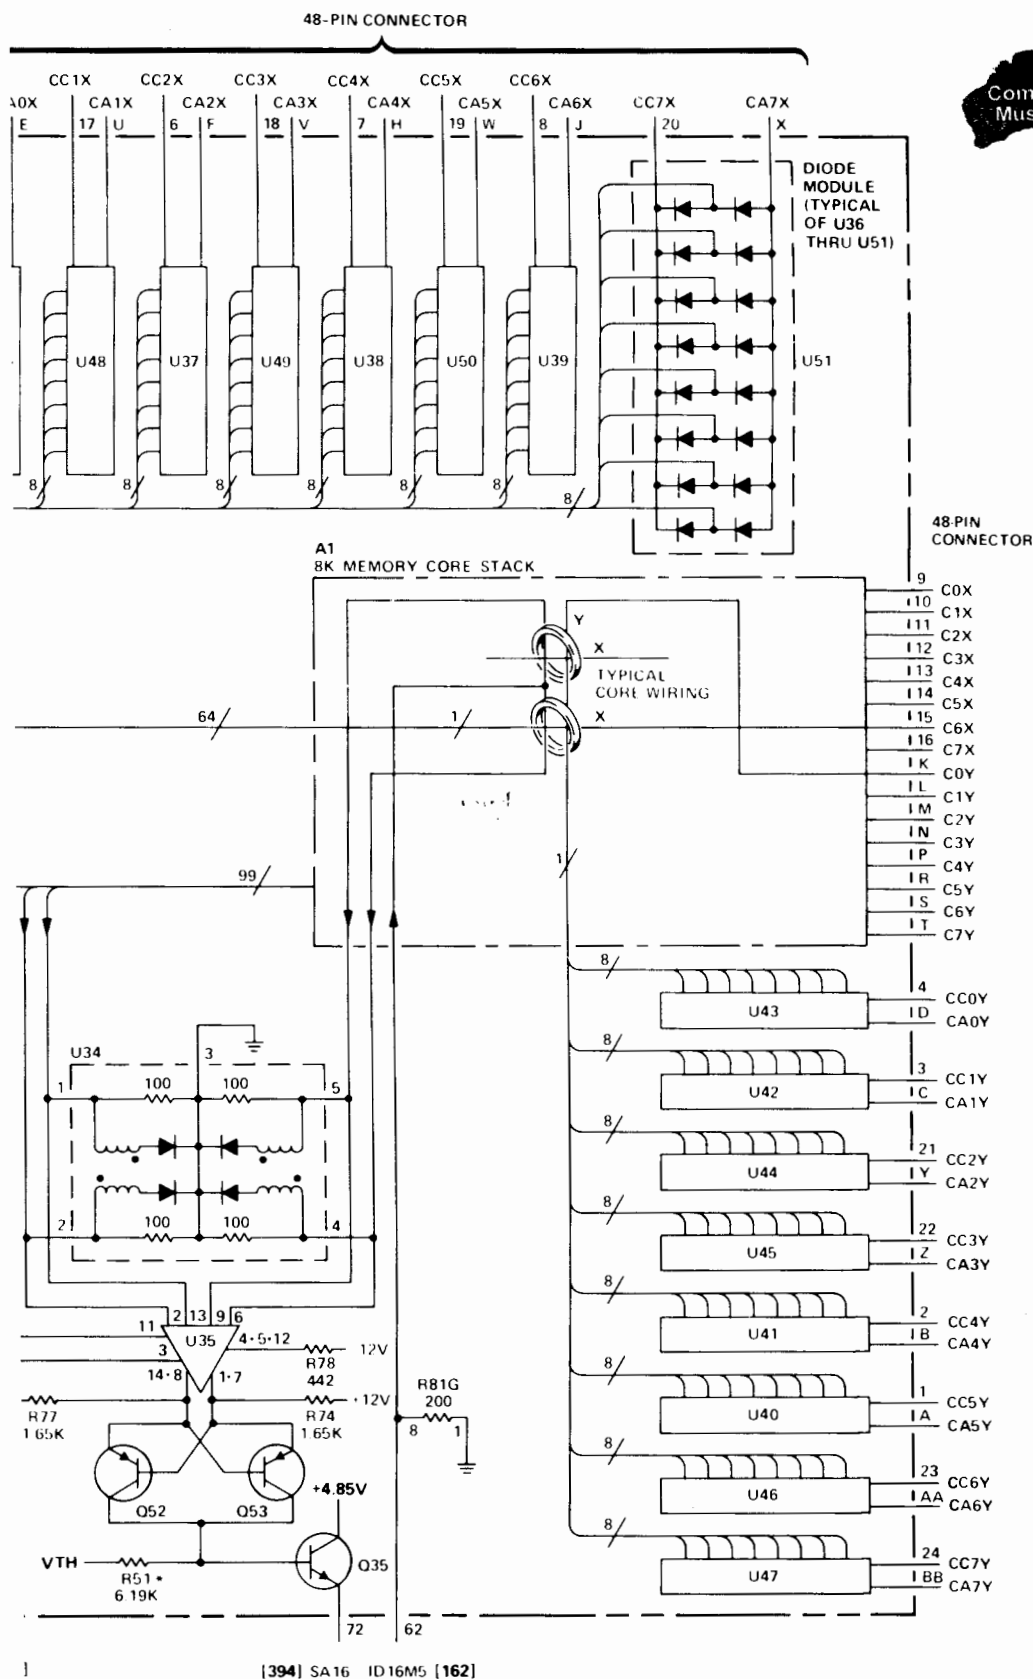 48-PIN CONNECTOR
CC1X CC2X CC3X CC4X CC5X CC6X
A0X CA1X CA2X CA3X CA4X CA5X CA6X CC7X CA7X
E 17 U 6 F 18 V 7 H 19 W 8 J 20 X
Com
Mus
DIODE
MODULE
(TYPICAL
OF U36
THRU U51)
U48 U37 U49 U38 U50 U39 U51
8 8 8 8 8 8 8
48-PIN
CONNECTOR
A1
8K MEMORY CORE STACK
9 C0X
10 C1X
11 C2X
12 C3X
13 C4X
14 C5X
15 C6X
16 C7X
K C0Y
L C1Y
M C2Y
N C3Y
P C4Y
R C5Y
S C6Y
T C7Y
Y
X
TYPICAL
CORE WIRING
X
64 1
1
99
8 U43 4 CC0Y
D CA0Y
8 U42 3 CC1Y
C CA1Y
8 U44 21 CC2Y
Y CA2Y
8 U45 22 CC3Y
Z CA3Y
8 U41 2 CC4Y
B CA4Y
8 U40 1 CC5Y
A CA5Y
8 U46 23 CC6Y
AA CA6Y
8 U47 24 CC7Y
BB CA7Y
U34 3
1 100 100 5
2 100 100 4
2 13 9 6
11 U35 4·5·12
3 R78 12V
14·8 1·7 442
R77 R74 +12V
1.65K 1.65K
R81G
200
8 1
Q52 Q53
+4.85V
VTH R51* Q35
6.19K
72 62
] [394] SA16 ID16M5 [162]